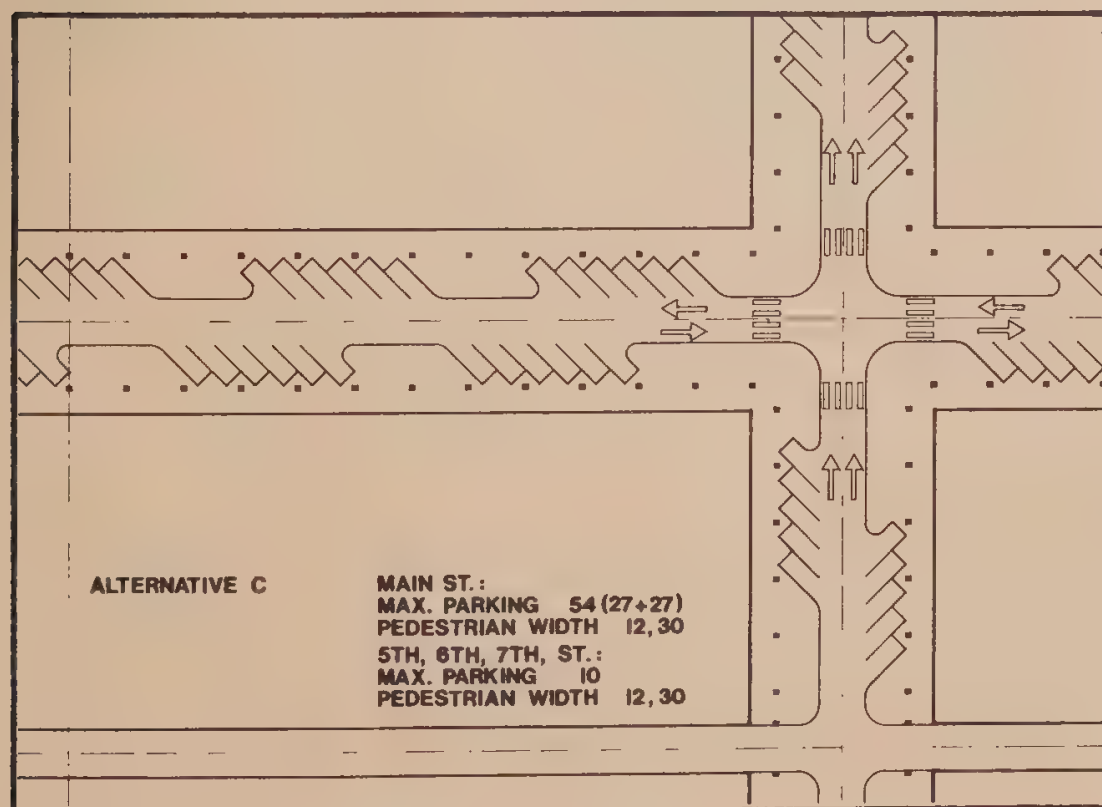 ALTERNATIVE C
MAIN ST.:
MAX. PARKING 54 (27+27)
PEDESTRIAN WIDTH 12,30
5TH, 6TH, 7TH, ST.:
MAX. PARKING 10
PEDESTRIAN WIDTH 12,30